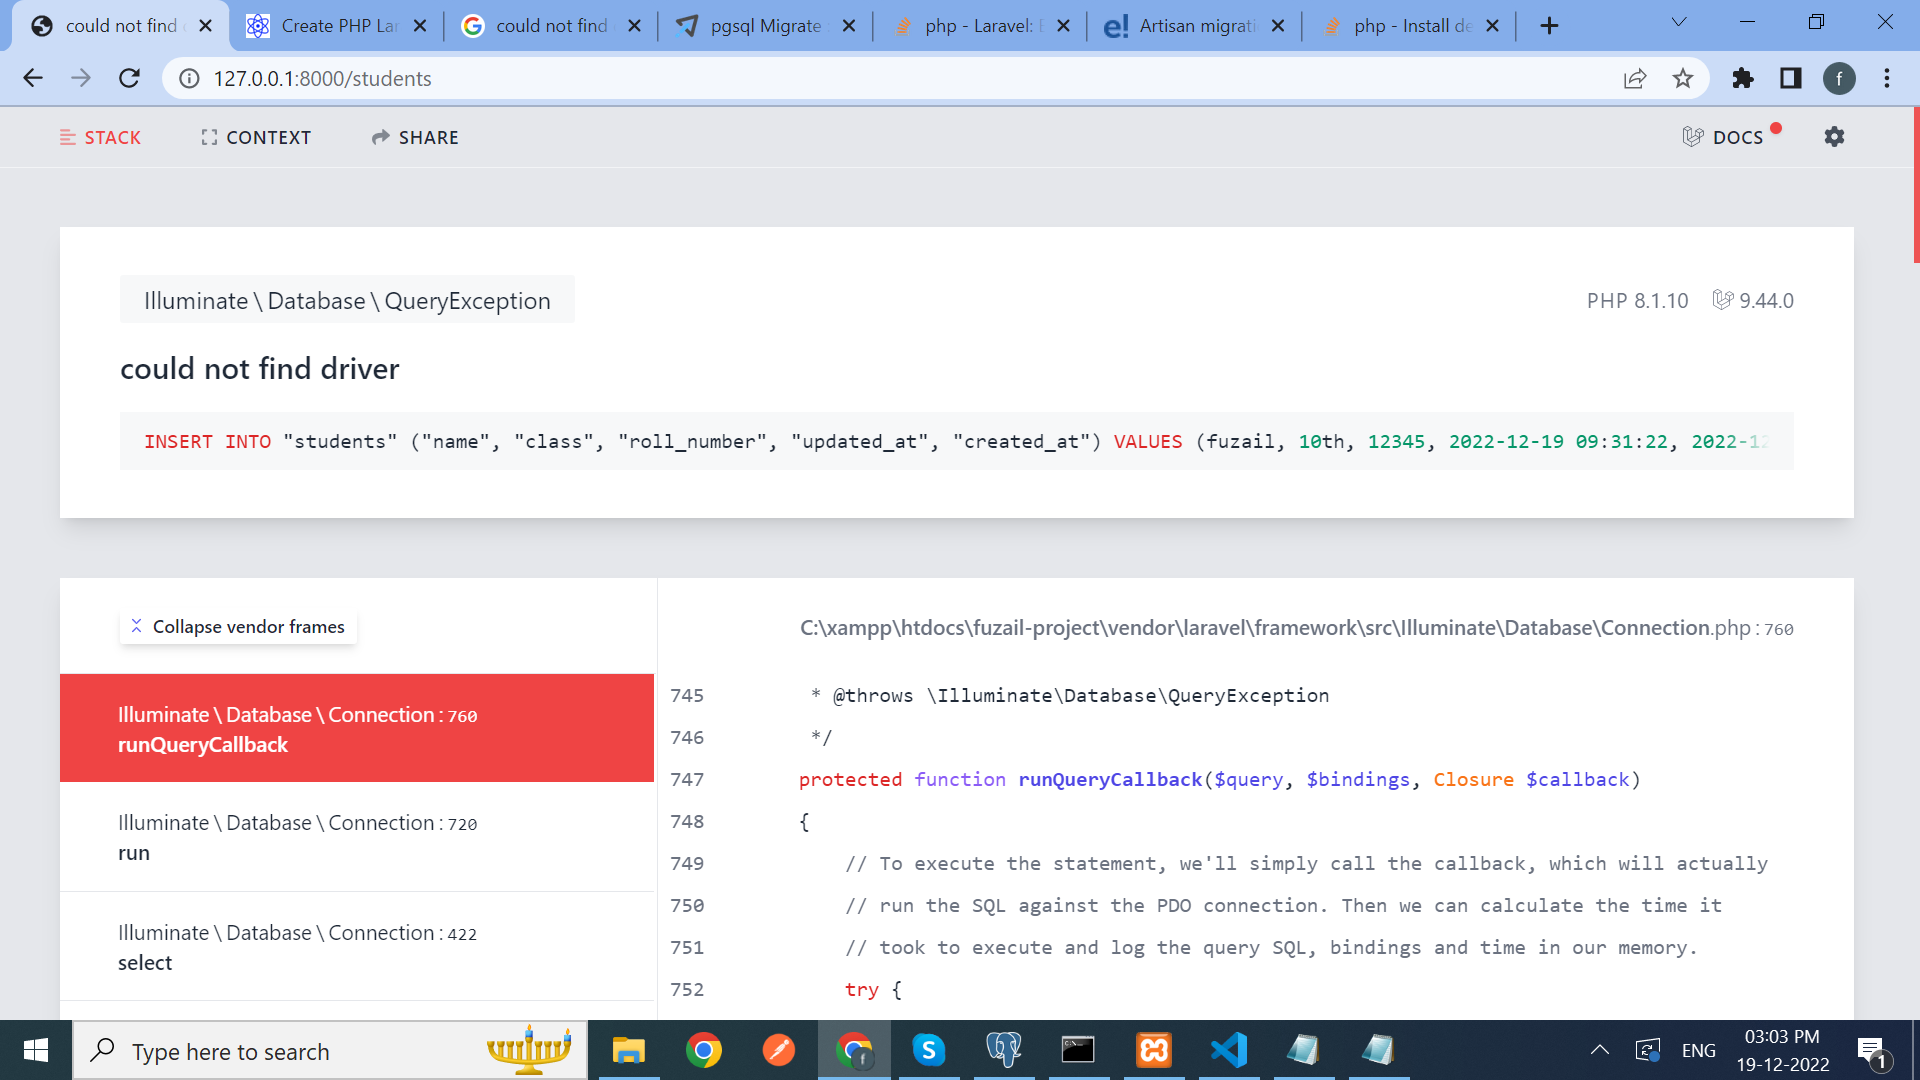 could not find
Create PHP Lar
could not find
pgsql Migrate
php - Laravel: E
Artisan migrati
php - Install de
127.0.0.1:8000/students
f
STACK
CONTEXT
SHARE
DOCS
Illuminate\Database\QueryException
PHP 8.1.10
9.44.0
could not find driver
INSERT INTO "students" ("name", "class", "roll_number", "updated_at", "created_at") VALUES (fuzail, 10th, 12345, 2022-12-19 09:31:22, 2022-12
Collapse vendor frames
C:\xampp\htdocs\fuzail-project\vendor\laravel\framework\src\Illuminate\Database\Connection.php:760
Illuminate\Database\Connection:760
runQueryCallback
Illuminate\Database\Connection:720
run
Illuminate\Database\Connection:422
select
745 * @throws \Illuminate\Database\QueryException
746 */
747 protected function runQueryCallback($query, $bindings, Closure $callback)
748 {
749 // To execute the statement, we'll simply call the callback, which will actually
750 // run the SQL against the PDO connection. Then we can calculate the time it
751 // took to execute and log the query SQL, bindings and time in our memory.
752 try {
Type here to search
ENG
03:03 PM
19-12-2022
1